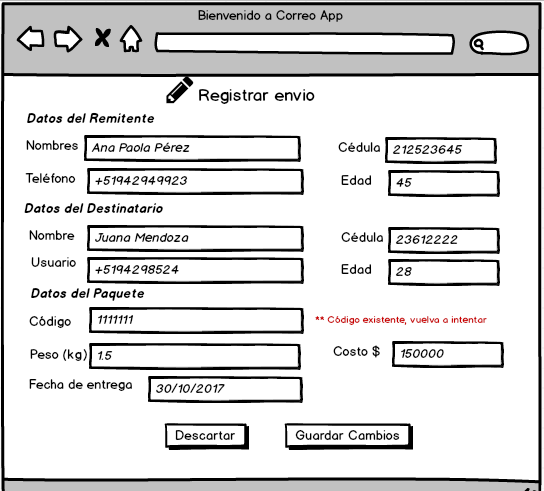 Bienvenido a Correo App
Registrar envio
Datos del Remitente
Nombres Ana Paola Pérez Cédula 212523645
Teléfono +51942949923 Edad 45
Datos del Destinatario
Nombre Juana Mendoza Cédula 23612222
Usuario +5194298524 Edad 28
Datos del Paquete
Código 1111111 ** Código existente, vuelva a intentar
Peso (kg) 1.5 Costo $ 150000
Fecha de entrega 30/10/2017
Descartar Guardar Cambios